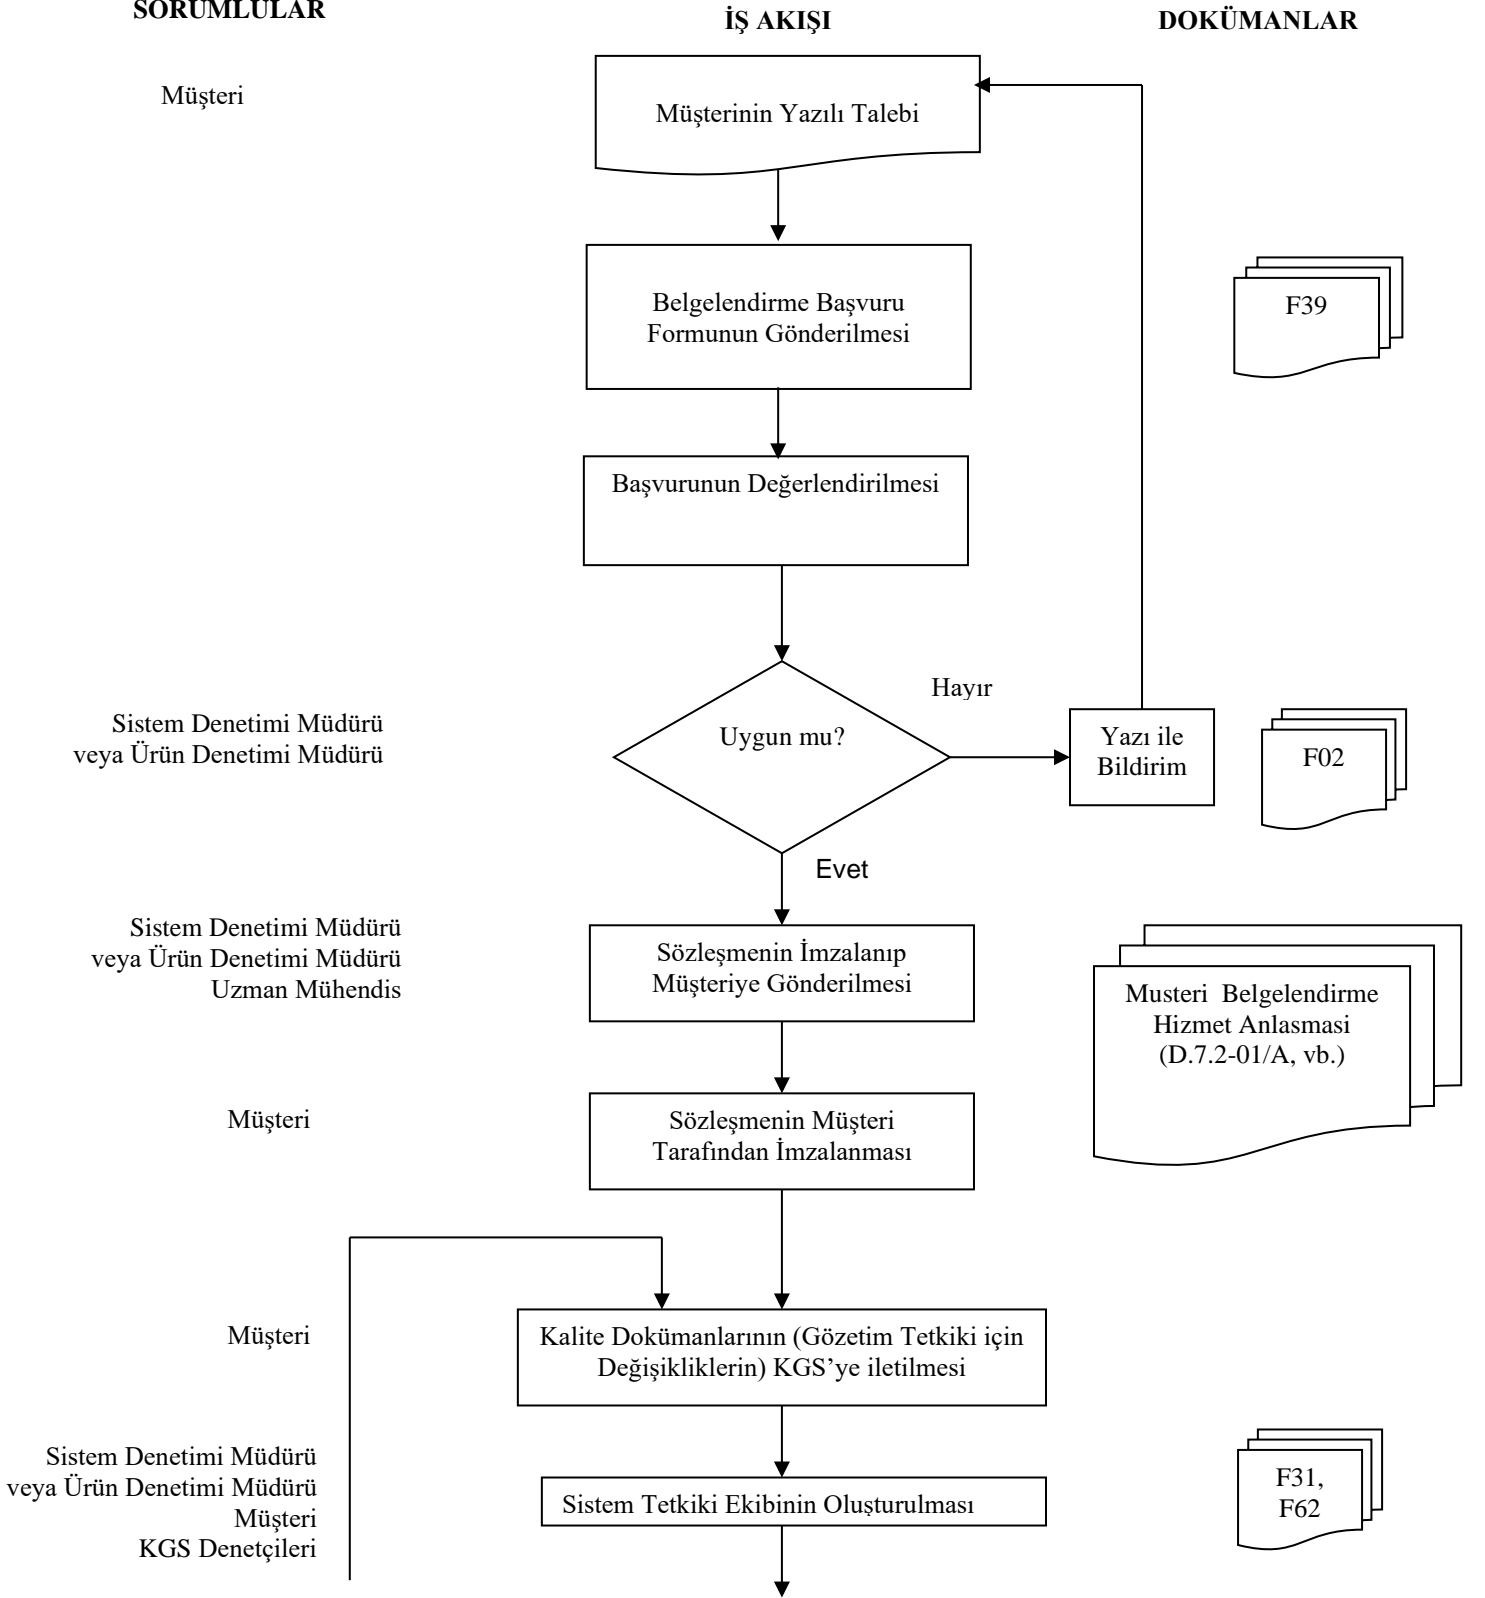 SORUMLULAR
İŞ AKIŞI
DOKÜMANLAR
Müşteri
Müşterinin Yazılı Talebi
Belgelendirme Başvuru
Formunun Gönderilmesi
F39
Başvurunun Değerlendirilmesi
Hayır
Sistem Denetimi Müdürü
veya Ürün Denetimi Müdürü
Uygun mu?
Yazı ile
Bildirim
F02
Evet
Sistem Denetimi Müdürü
veya Ürün Denetimi Müdürü
Uzman Mühendis
Sözleşmenin İmzalanıp
Müşteriye Gönderilmesi
Musteri  Belgelendirme
Hizmet Anlasmasi
(D.7.2-01/A, vb.)
Müşteri
Sözleşmenin Müşteri
Tarafından İmzalanması
Müşteri
Kalite Dokümanlarının (Gözetim Tetkiki için
Değişikliklerin) KGS’ye iletilmesi
Sistem Denetimi Müdürü
veya Ürün Denetimi Müdürü
Müşteri
KGS Denetçileri
Sistem Tetkiki Ekibinin Oluşturulması
F31,
F62